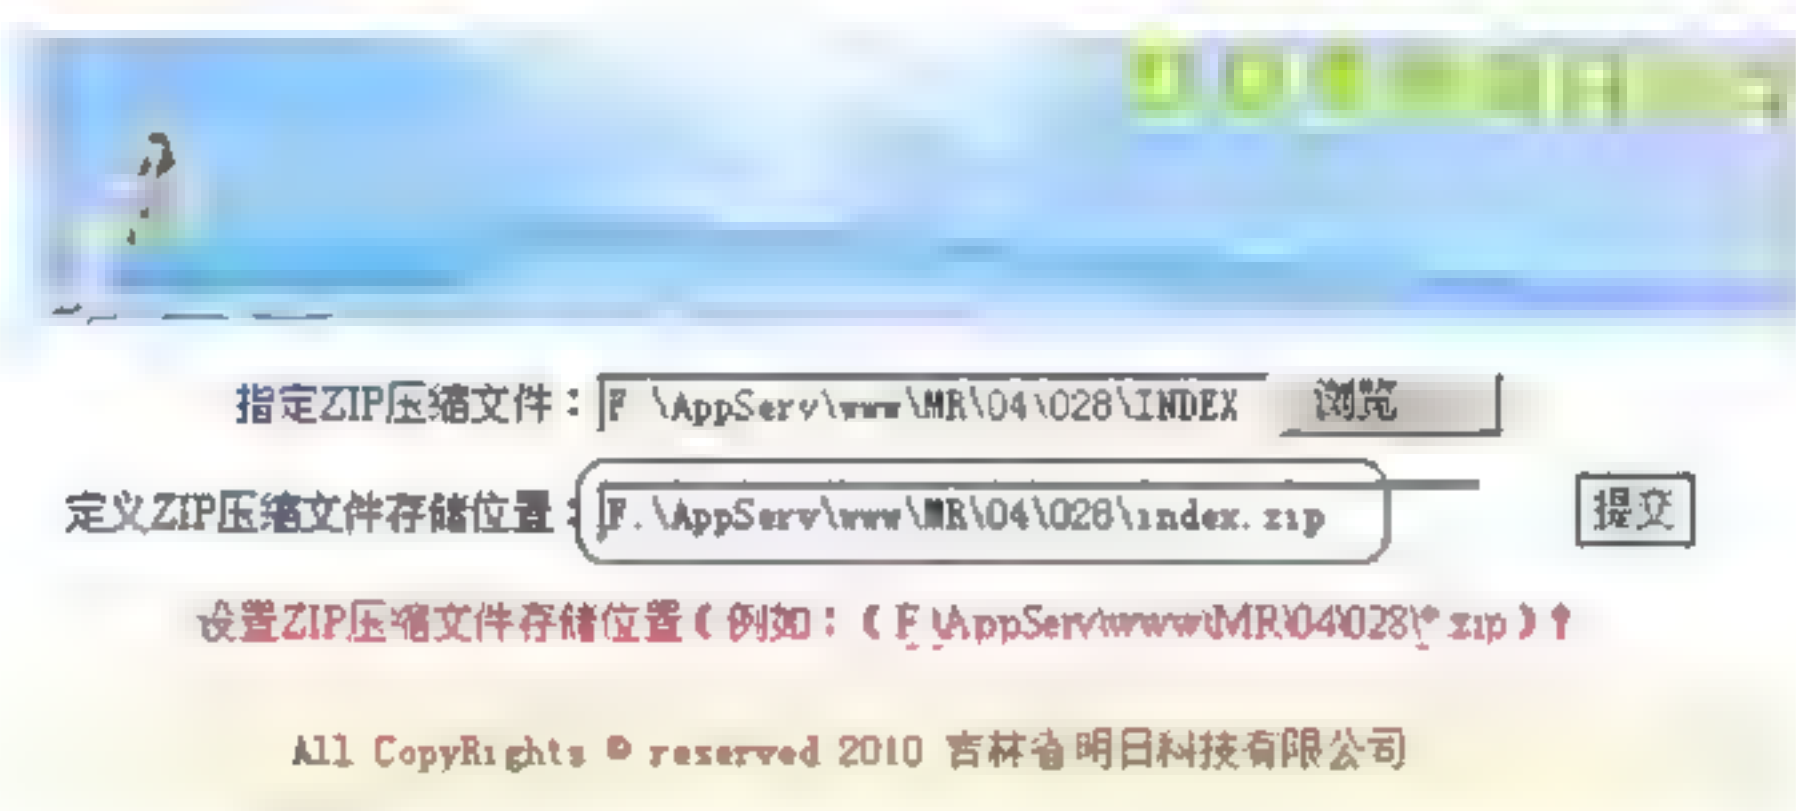 指定ZIP压缩文件：F:\AppServ\www\MR\04\028\INDEX 浏览
定义ZIP压缩文件存储位置：F:\AppServ\www\MR\04\028\index.zip 提交
设置ZIP压缩文件存储位置(例如：(F:\AppServ\www\MR\04\028\*.zip)!
All CopyRights © reserved 2010 吉林省明日科技有限公司